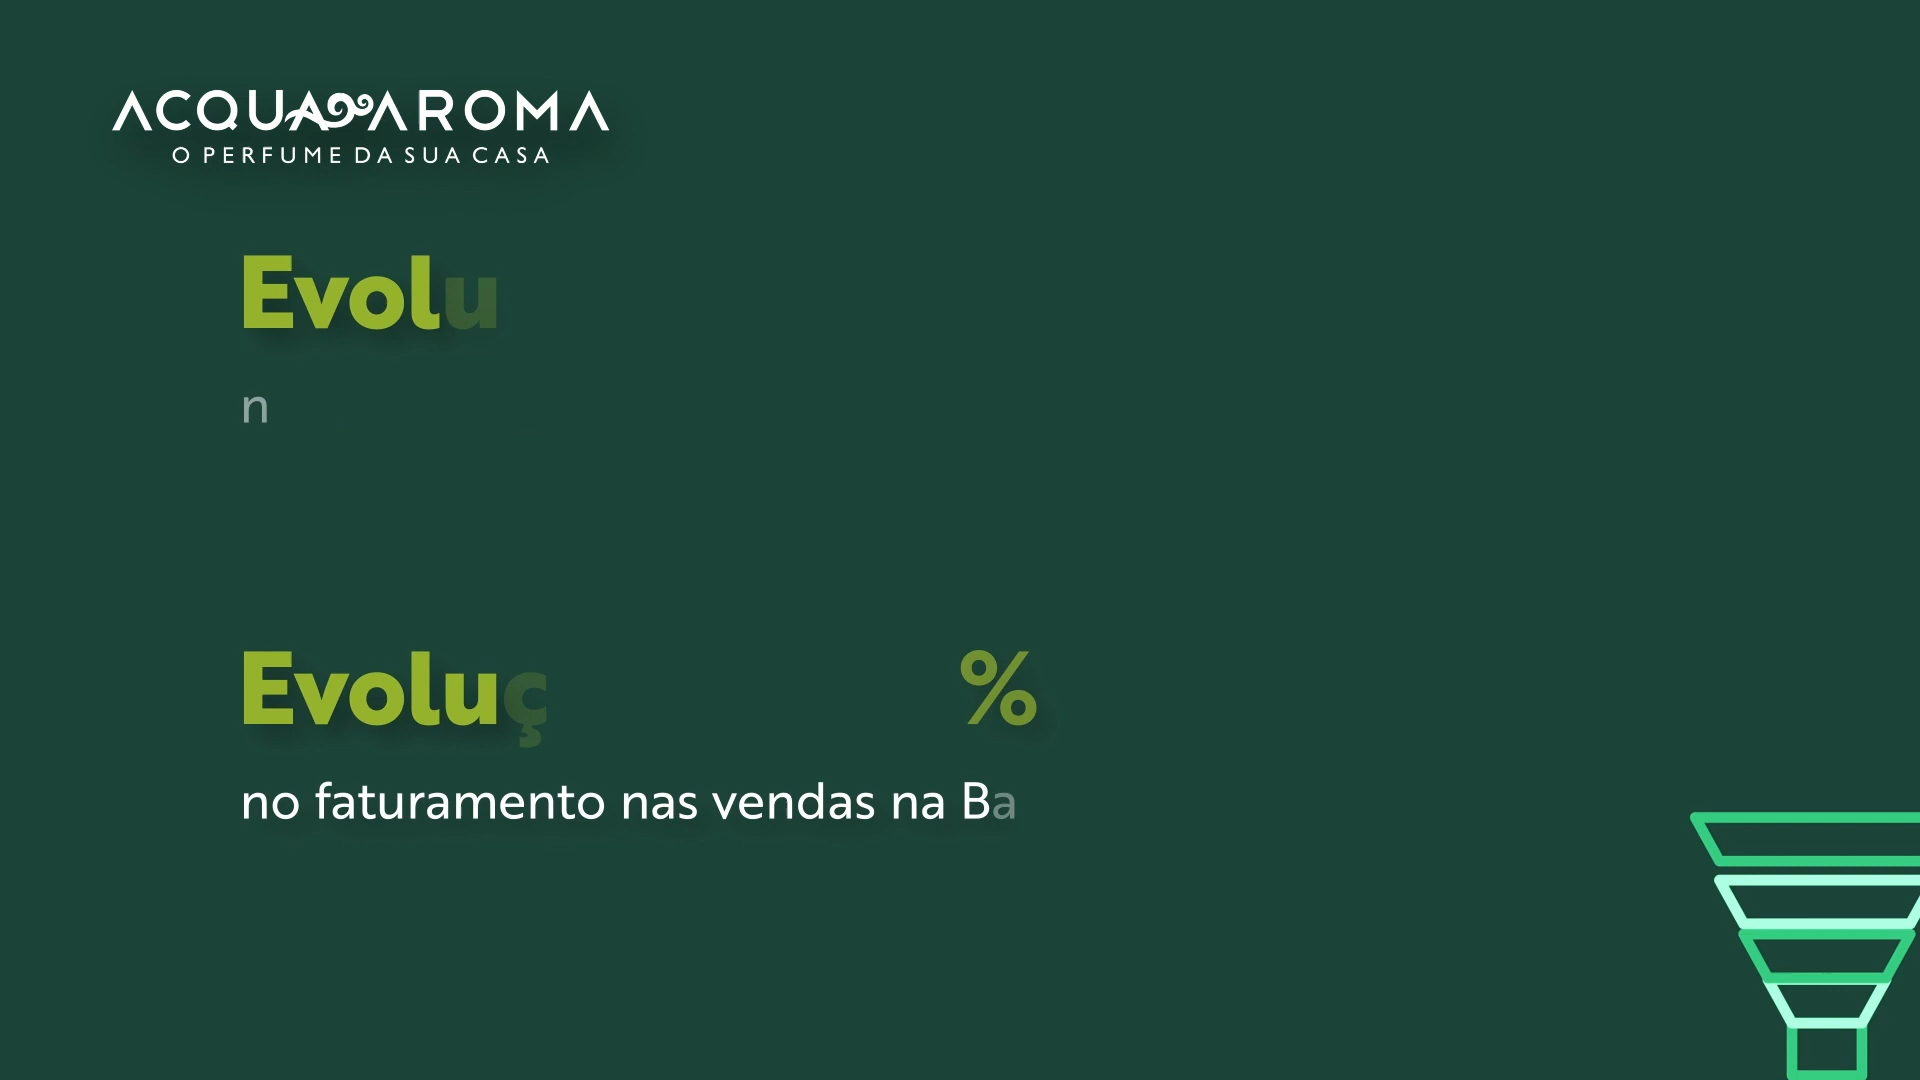 ACQUA AROMA
O PERFUME DA SUA CASA
Evolu
n
Evoluç %
no faturamento nas vendas na Ba